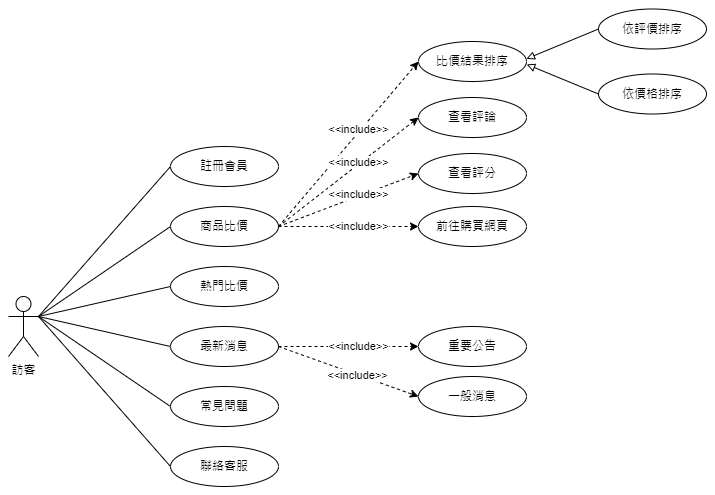 依評價排序
比價結果排序
依價格排序
查看評論
<<include>>
<<include>>
註冊會員
查看評分
<<include>>
商品比價
<<include>>
前往購買網頁
熱門比價
最新消息
<<include>>
重要公告
訪客
<<include>>
一般消息
常見問題
聯絡客服